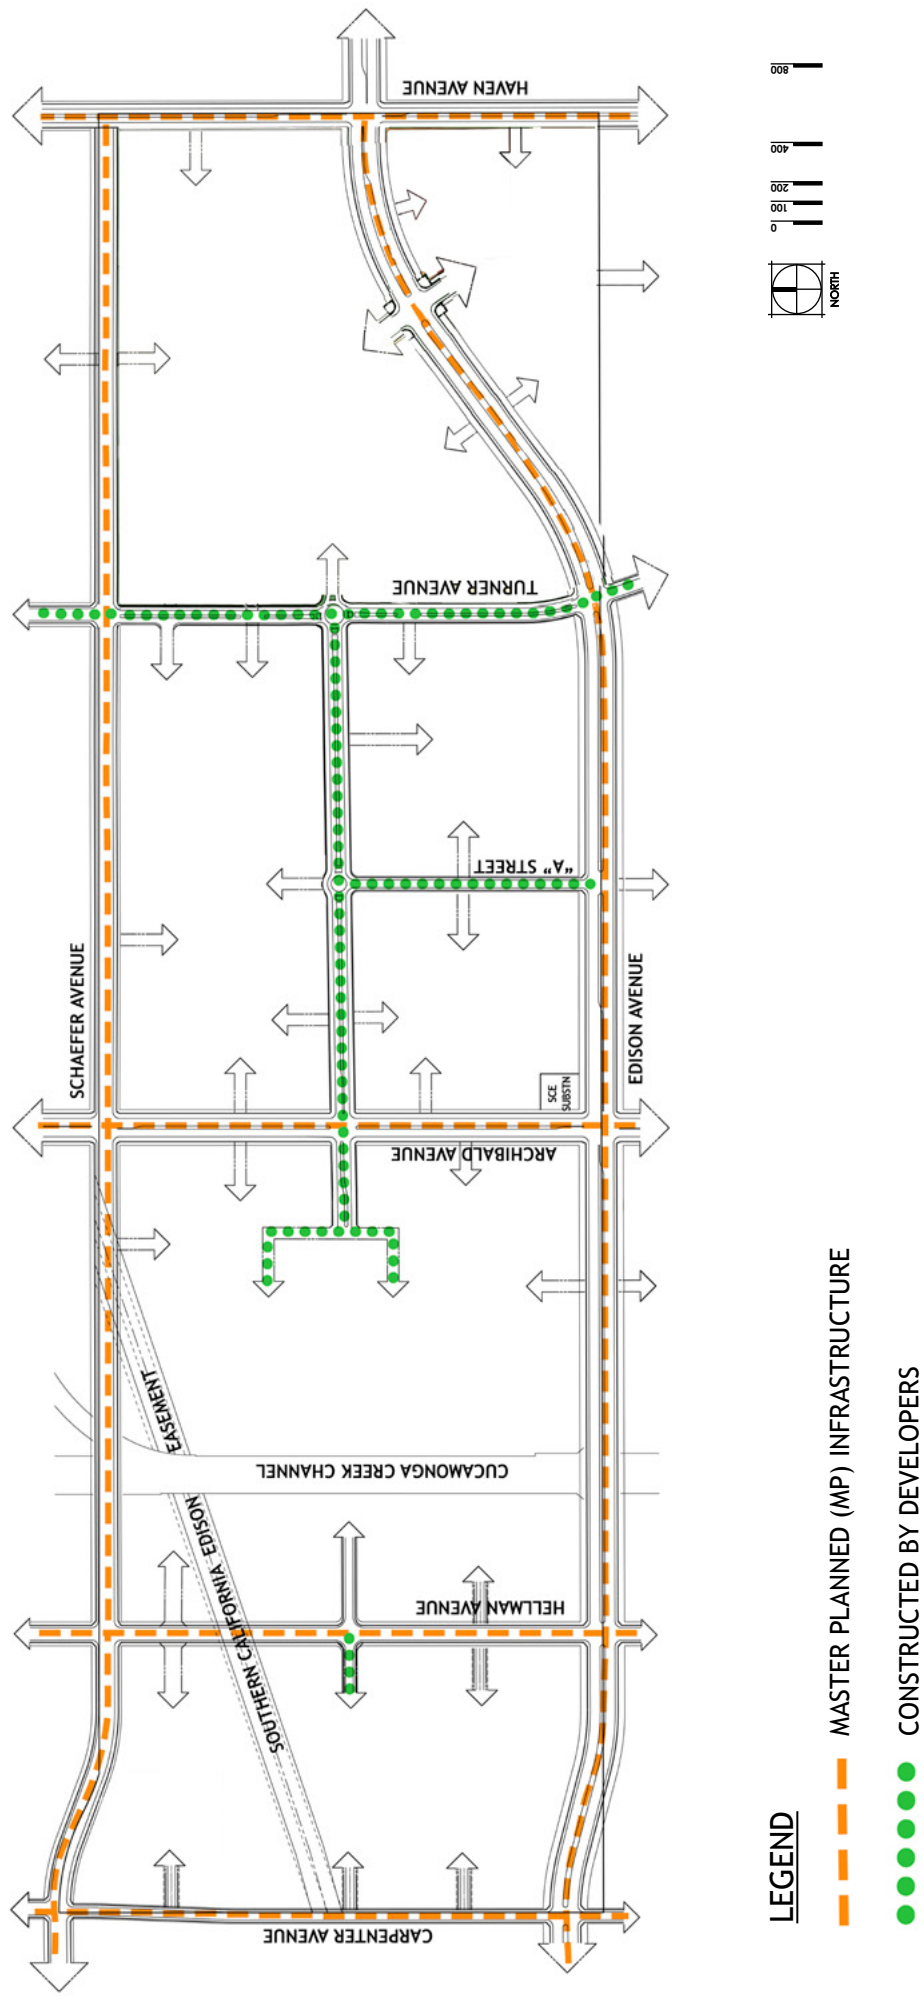 SCHAEFER AVENUE
EDISON AVENUE
CARPENTER AVENUE
HELLMAN AVENUE
CUCAMONGA CREEK CHANNEL
SOUTHERN CALIFORNIA EDISON EASEMENT
ARCHIBALD AVENUE
SCE
SUBSTN
"A" STREET
TURNER AVENUE
HAVEN AVENUE
LEGEND
MASTER PLANNED (MP) INFRASTRUCTURE
CONSTRUCTED BY DEVELOPERS
NORTH
0 100 200 400 800